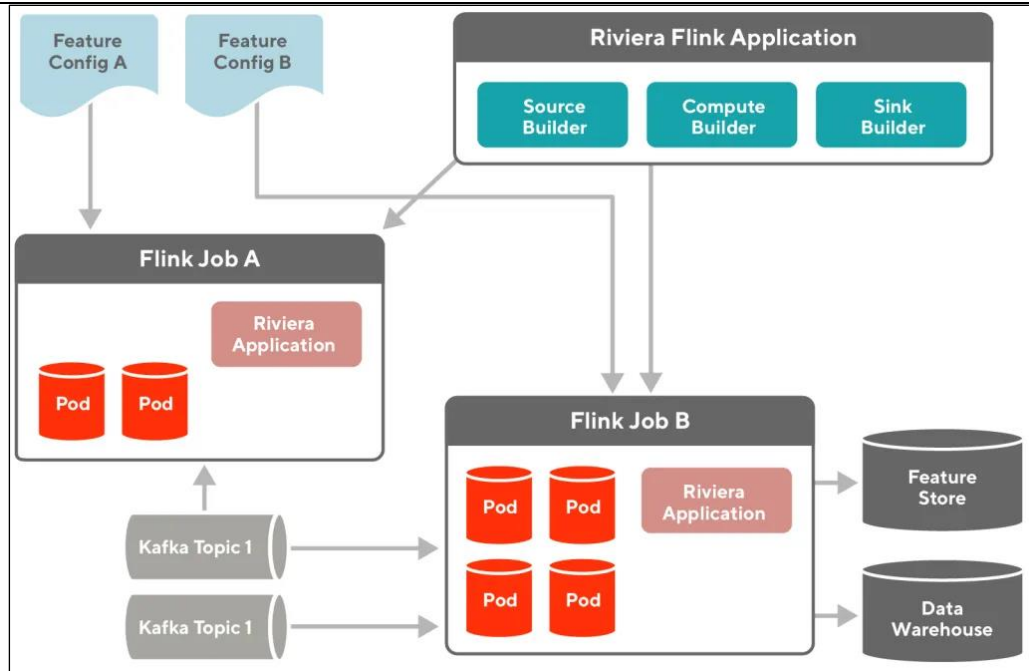 Feature
Config A
Feature
Config B
Riviera Flink Application
Source
Builder
Compute
Builder
Sink
Builder
Flink Job A
Riviera
Application
Pod
Pod
Flink Job B
Pod
Pod
Riviera
Application
Pod
Pod
Feature
Store
Kafka Topic 1
Kafka Topic 1
Data
Warehouse